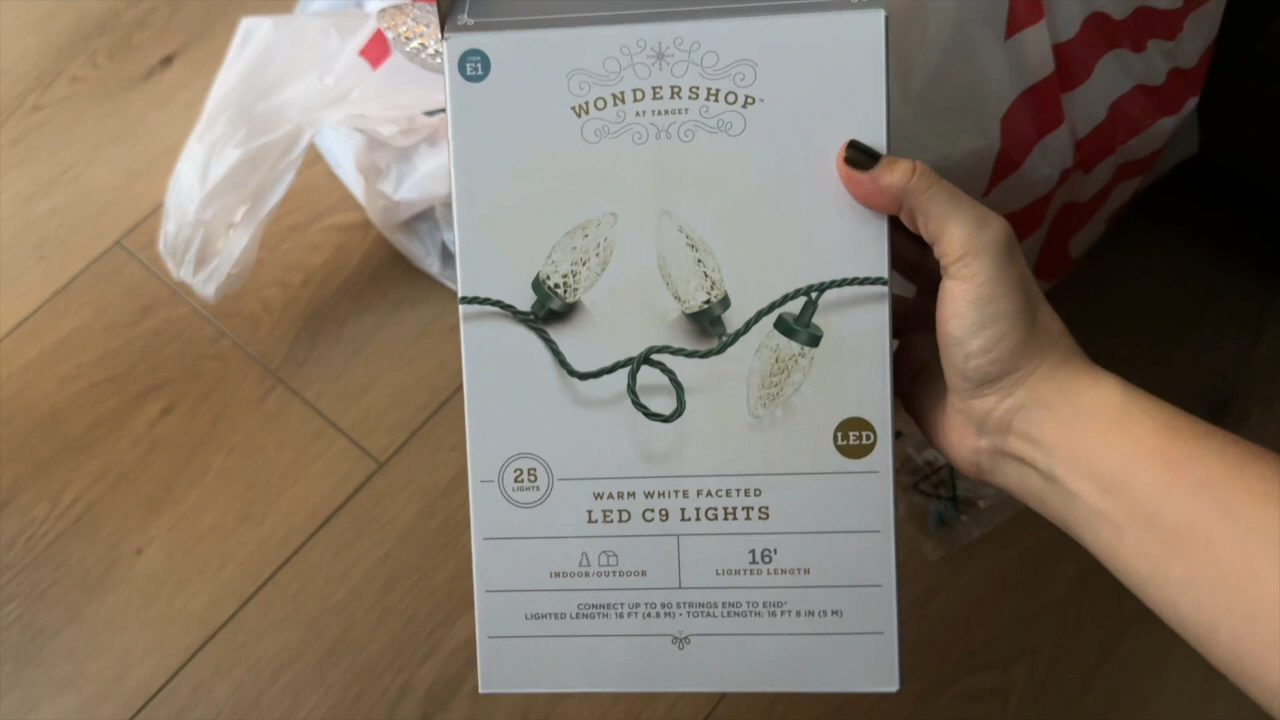 ITEM
E1
WONDERSHOP™
AT TARGET
LED
25
LIGHTS
WARM WHITE FACETED
LED C9 LIGHTS
INDOOR/OUTDOOR
16'
LIGHTED LENGTH
CONNECT UP TO 90 STRINGS END TO END*
LIGHTED LENGTH: 16 FT (4.8 M) • TOTAL LENGTH: 16 FT 8 IN (5 M)